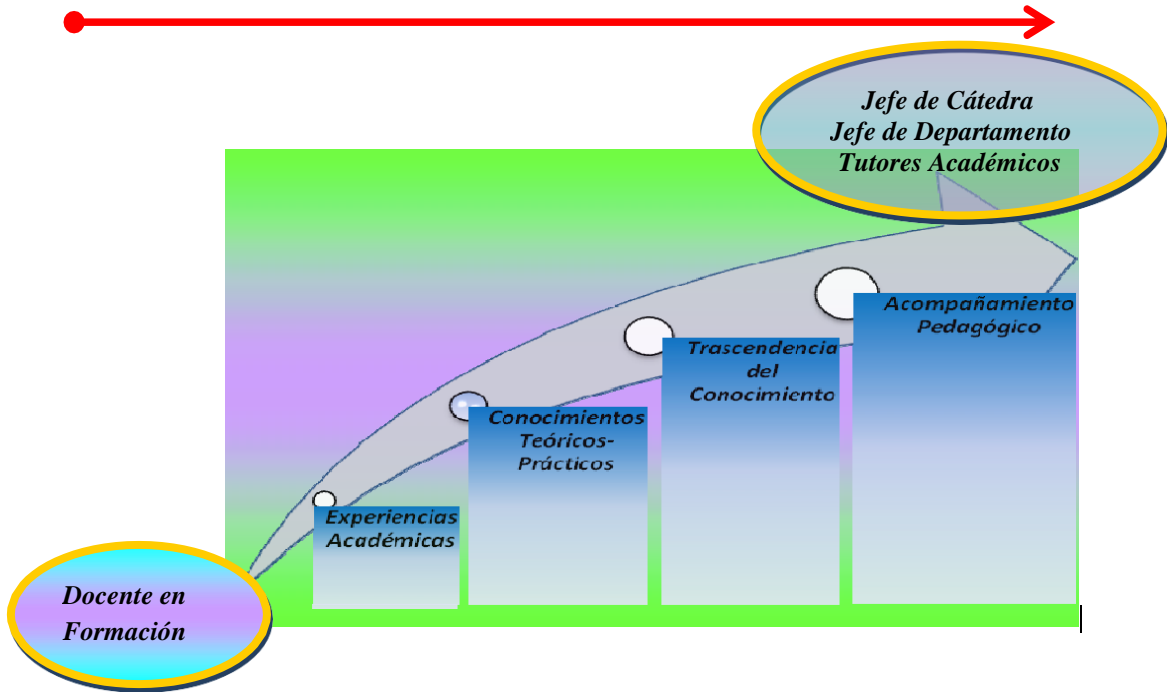 Jefe de Cátedra
Jefe de Departamento
Tutores Académicos
Acompañamiento
Pedagógico
Trascendencia
del
Conocimiento
Conocimientos
Teóricos-
Prácticos
Experiencias
Académicas
Docente en
Formación